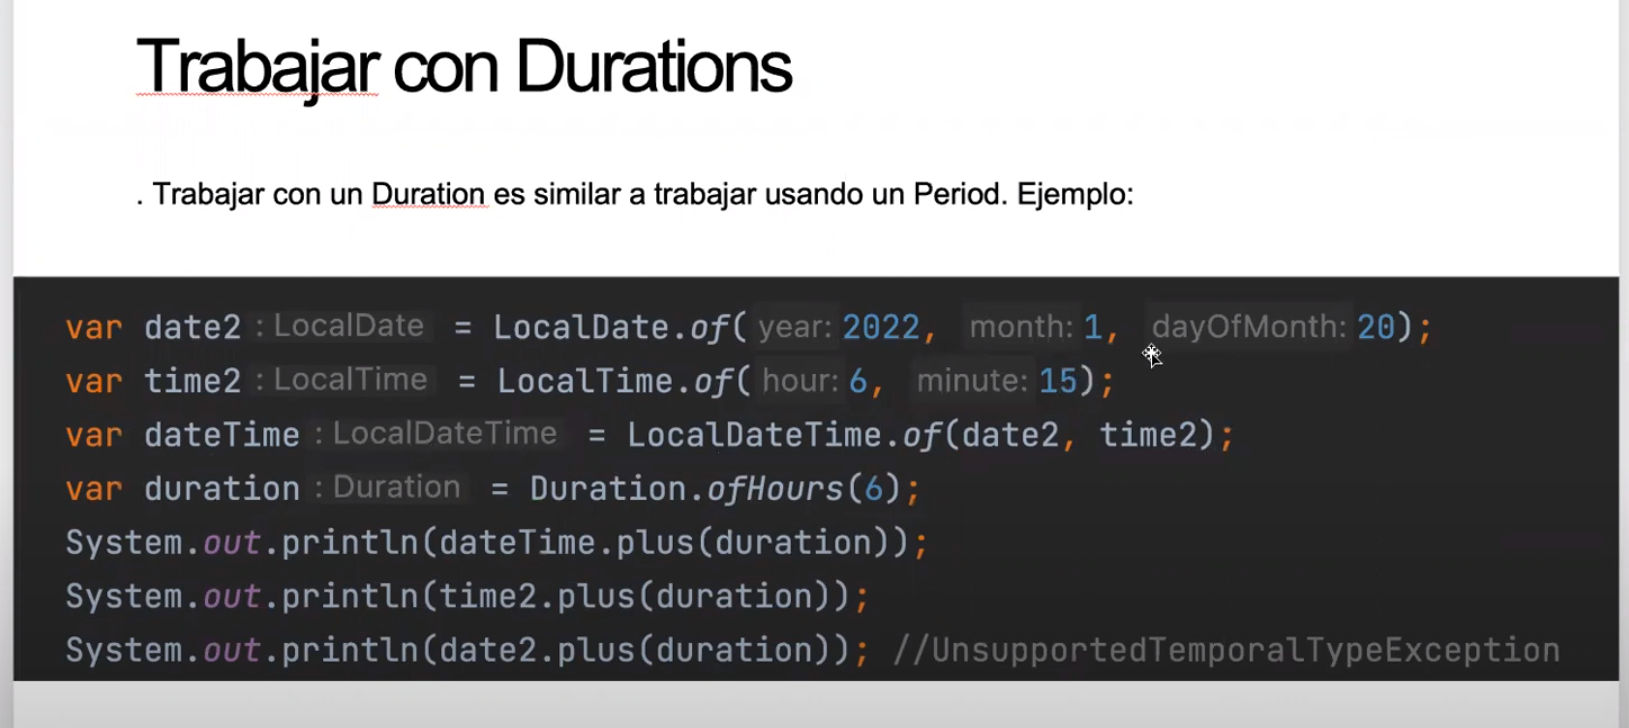 Trabajar con Durations
. Trabajar con un Duration es similar a trabajar usando un Period. Ejemplo:
var date2 : LocalDate = LocalDate.of( year: 2022, month: 1, dayOfMonth: 20);
var time2 : LocalTime = LocalTime.of( hour: 6, minute: 15);
var dateTime : LocalDateTime = LocalDateTime.of(date2, time2);
var duration : Duration = Duration.ofHours(6);
System.out.println(dateTime.plus(duration));
System.out.println(time2.plus(duration));
System.out.println(date2.plus(duration)); //UnsupportedTemporalTypeException